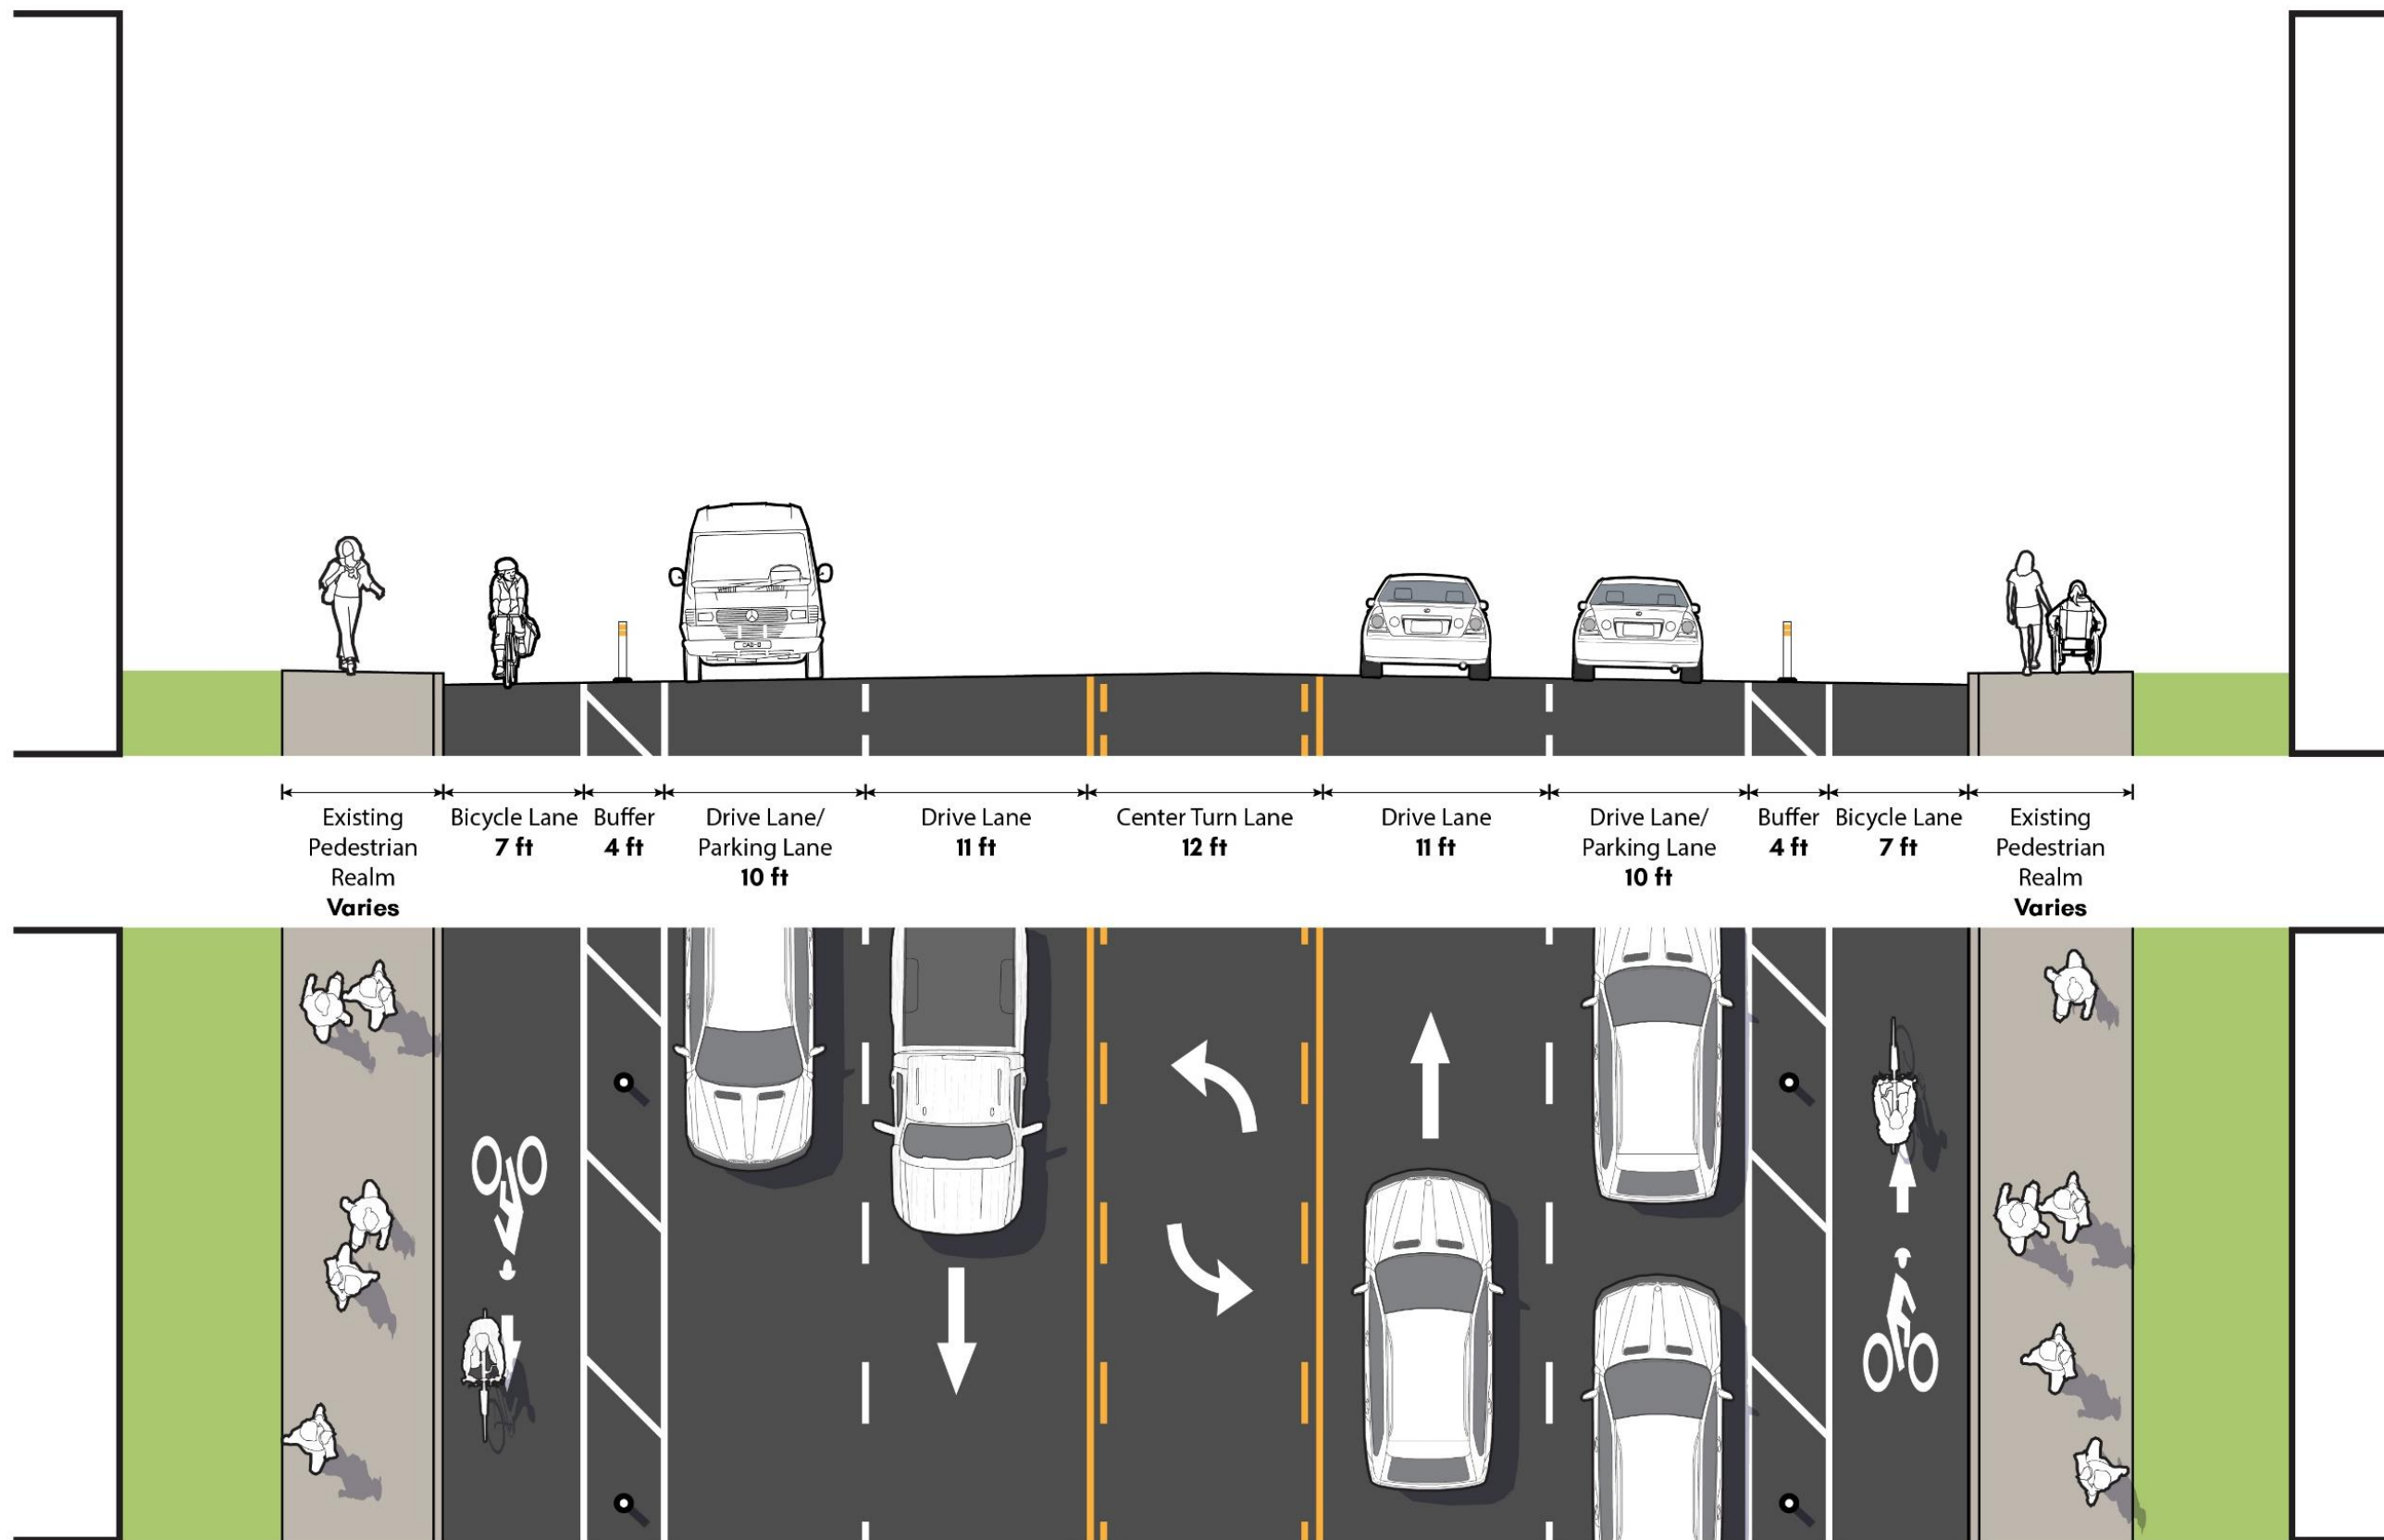 Existing
Pedestrian
Realm
Varies
Bicycle Lane
7 ft
Buffer
4 ft
Drive Lane/
Parking Lane
10 ft
Drive Lane
11 ft
Center Turn Lane
12 ft
Drive Lane
11 ft
Drive Lane/
Parking Lane
10 ft
Buffer
4 ft
Bicycle Lane
7 ft
Existing
Pedestrian
Realm
Varies